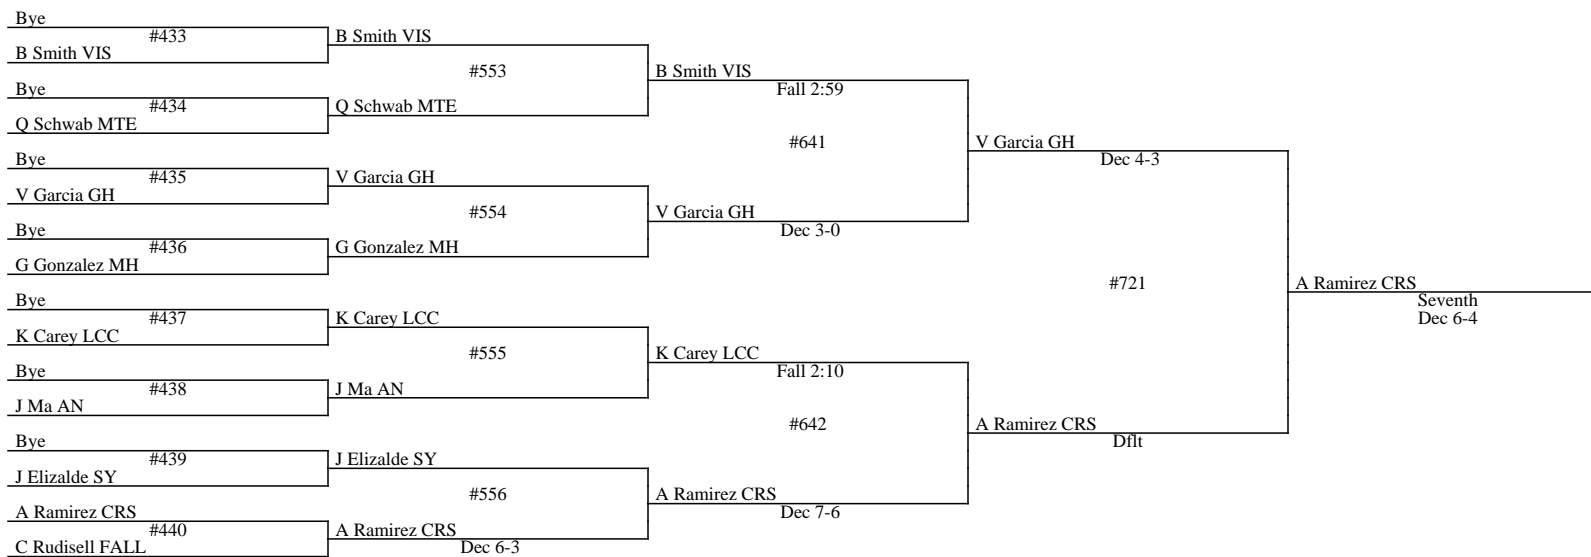 Bye
#433
B Smith VIS
B Smith VIS
#553
Bye
#434
Q Schwab MTE
Q Schwab MTE
B Smith VIS
Fall 2:59
#641
Bye
#435
V Garcia GH
V Garcia GH
#554
Bye
#436
G Gonzalez MH
G Gonzalez MH
V Garcia GH
Dec 3-0
V Garcia GH
Dec 4-3
#721
Bye
#437
K Carey LCC
K Carey LCC
#555
Bye
#438
J Ma AN
J Ma AN
K Carey LCC
Fall 2:10
#642
Bye
#439
J Elizalde SY
J Elizalde SY
#556
A Ramirez CRS
#440
C Rudisell FALL
A Ramirez CRS
Dec 6-3
A Ramirez CRS
Dec 7-6
A Ramirez CRS
Dflt
A Ramirez CRS
Seventh
Dec 6-4